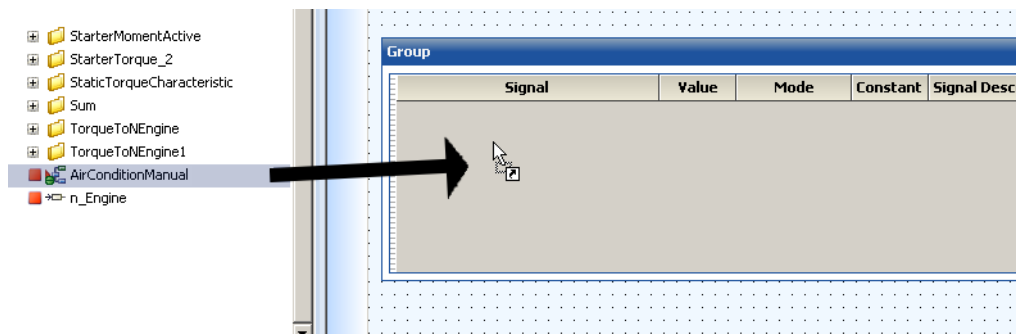 StarterMomentActive
StarterTorque_2
StaticTorqueCharacteristic
Sum
TorqueToNEngine
TorqueToNEngine1
AirConditionManual
n_Engine
Group
Signal Value Mode Constant Signal Desc